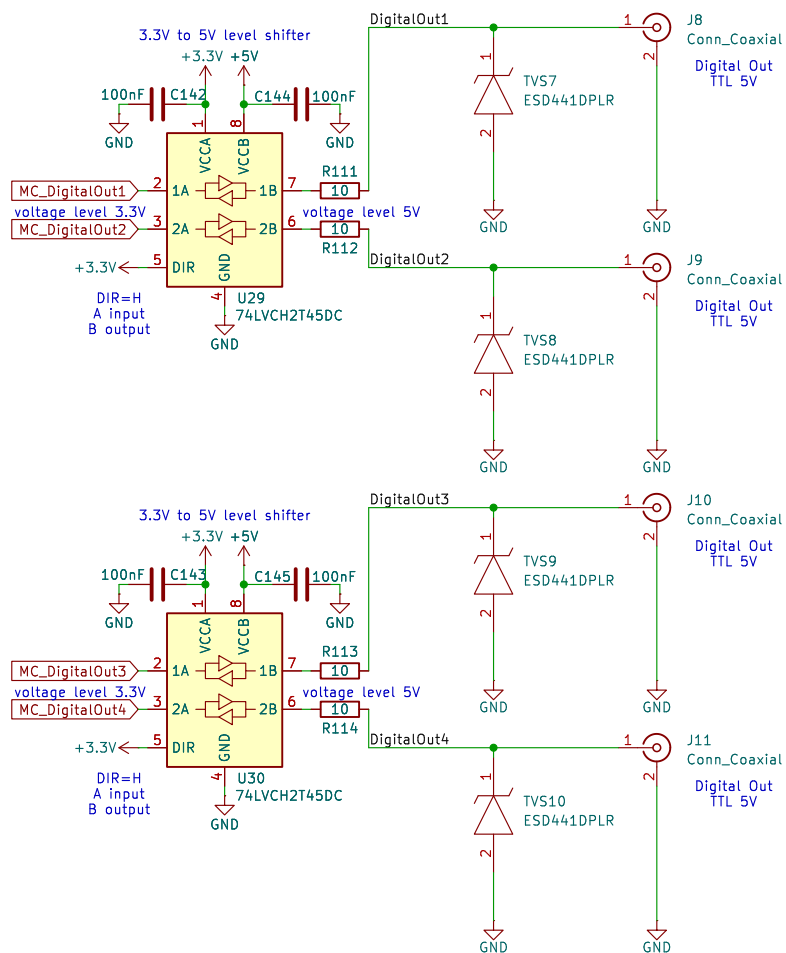 DigitalOut1
1
J8
Conn_Coaxial
2
Digital Out
TTL 5V
3.3V to 5V level shifter
+3.3V
+5V
100nF
C142
C144
100nF
GND
GND
1
8
VCCA
VCCB
1
TVS7
ESD441DPLR
2
GND
GND
MC_DigitalOut1
2
1A
1B
7
R111
10
voltage level 3.3V
voltage level 5V
MC_DigitalOut2
3
2A
2B
6
10
R112
+3.3V
5
DIR
GND
DigitalOut2
1
J9
Conn_Coaxial
2
Digital Out
TTL 5V
DIR=H
A input
B output
4
U29
74LVCH2T45DC
GND
1
TVS8
ESD441DPLR
2
GND
GND
DigitalOut3
1
J10
Conn_Coaxial
2
Digital Out
TTL 5V
3.3V to 5V level shifter
+3.3V
+5V
100nF
C143
C145
100nF
GND
GND
1
8
VCCA
VCCB
1
TVS9
ESD441DPLR
2
GND
GND
MC_DigitalOut3
2
1A
1B
7
R113
10
voltage level 3.3V
voltage level 5V
MC_DigitalOut4
3
2A
2B
6
10
R114
+3.3V
5
DIR
GND
DigitalOut4
1
J11
Conn_Coaxial
2
Digital Out
TTL 5V
DIR=H
A input
B output
4
U30
74LVCH2T45DC
GND
1
TVS10
ESD441DPLR
2
GND
GND